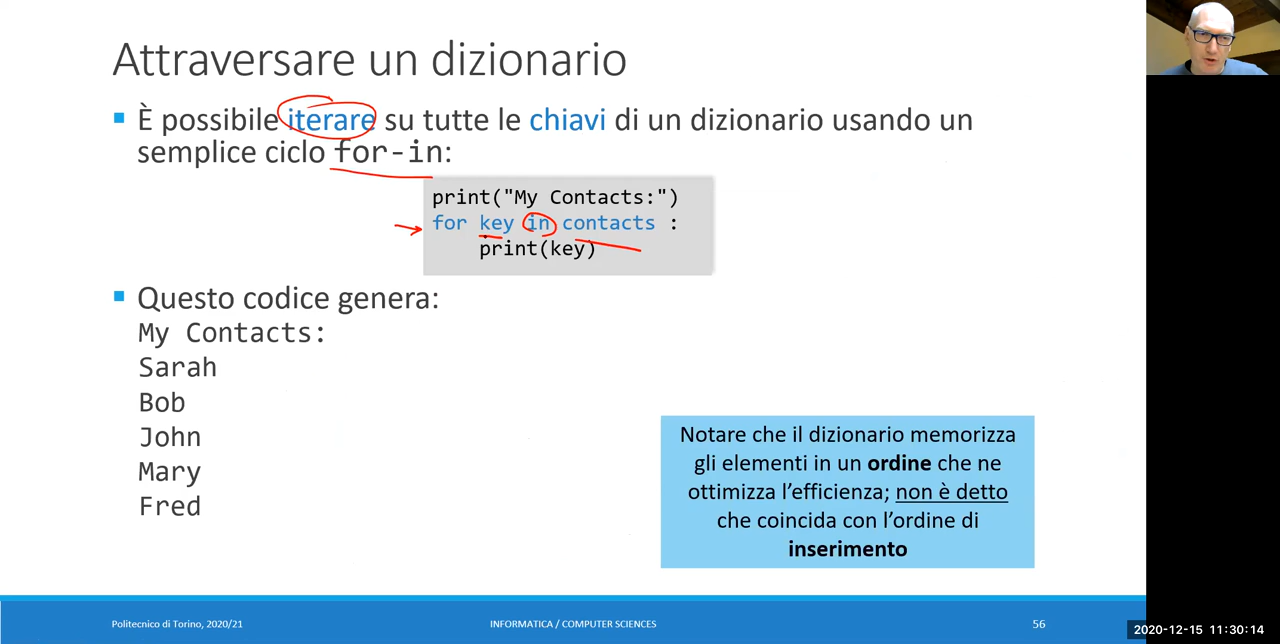 Attraversare un dizionario
È possibile iterare su tutte le chiavi di un dizionario usando un
semplice ciclo for-in:
print("My Contacts:")
for key in contacts :
print(key)
Questo codice genera:
My Contacts:
Sarah
Bob
John
Mary
Fred
Notare che il dizionario memorizza
gli elementi in un ordine che ne
ottimizza l'efficienza; non è detto
che coincida con l'ordine di
inserimento
Politecnico di Torino, 2020/21
INFORMATICA / COMPUTER SCIENCES
56
2020-12-15 11:30:14